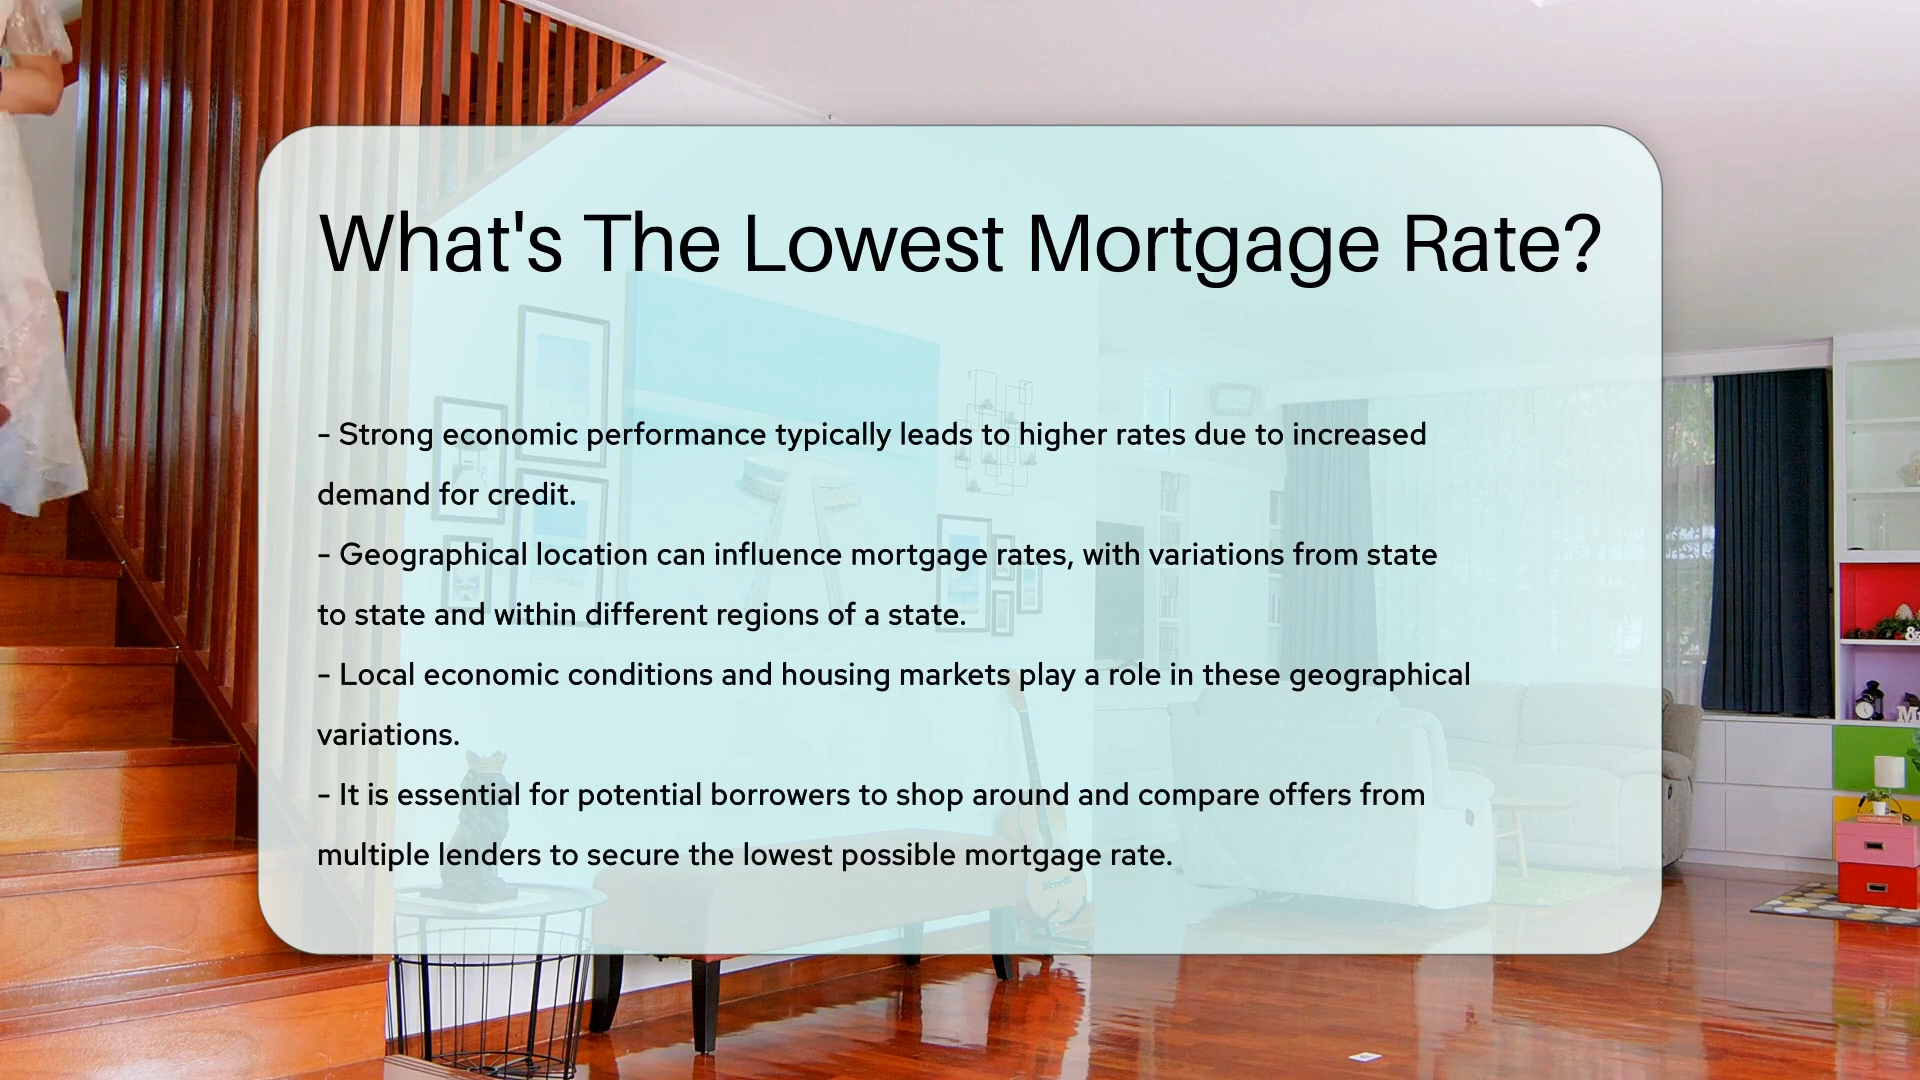 What's The Lowest Mortgage Rate?
- Strong economic performance typically leads to higher rates due to increased
demand for credit.
- Geographical location can influence mortgage rates, with variations from state
to state and within different regions of a state.
- Local economic conditions and housing markets play a role in these geographical
variations.
- It is essential for potential borrowers to shop around and compare offers from
multiple lenders to secure the lowest possible mortgage rate.